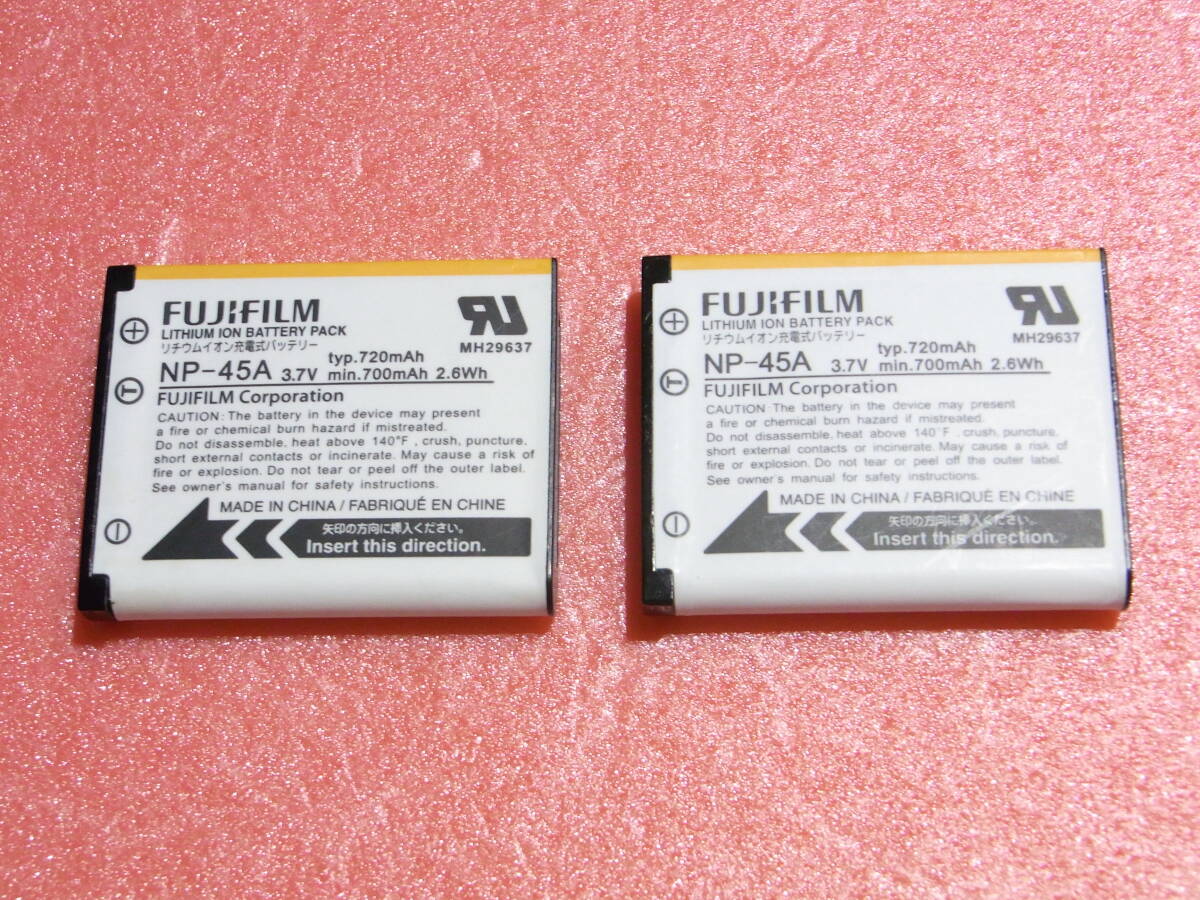 FUJIFILM
LITHIUM ION BATTERY PACK
リチウムイオン充電式バッテリー
RU
MH29637
NP-45A 3.7V typ.720mAh min.700mAh 2.6Wh
FUJIFILM Corporation
CAUTION: The battery in the device may present
a fire or chemical burn hazard if mistreated.
Do not disassemble, heat above 140°F, crush, puncture,
short external contacts or incinerate. May cause a risk of
fire or explosion. Do not tear or peel off the outer label.
See owner's manual for safety instructions.
MADE IN CHINA / FABRIQUÉ EN CHINE
矢印の方向に挿入ください。
Insert this direction.
+
T
-
FUJIFILM
LITHIUM ION BATTERY PACK
リチウムイオン充電式バッテリー
RU
MH29637
NP-45A 3.7V typ.720mAh min.700mAh 2.6Wh
FUJIFILM Corporation
CAUTION: The battery in the device may present
a fire or chemical burn hazard if mistreated.
Do not disassemble, heat above 140°F, crush, puncture,
short external contacts or incinerate. May cause a risk of
fire or explosion. Do not tear or peel off the outer label.
See owner's manual for safety instructions.
MADE IN CHINA / FABRIQUÉ EN CHINE
矢印の方向に挿入ください。
Insert this direction.
+
T
-